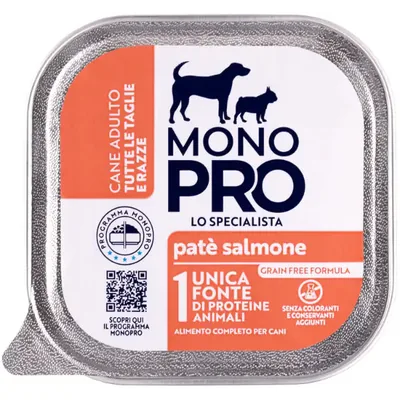 CANE ADULTO
TUTTE LE TAGLIE
E RAZZE
MONO
PRO
LO SPECIALISTA
patè salmone
GRAIN FREE FORMULA
1 UNICA
FONTE
DI PROTEINE
ANIMALI
SENZA COLORANTI
E CONSERVANTI
AGGIUNTI
ALIMENTO COMPLETO PER CANI
PROGRAMMA MONOPRO
SCOPRI QUI
IL PROGRAMMA
MONOPRO